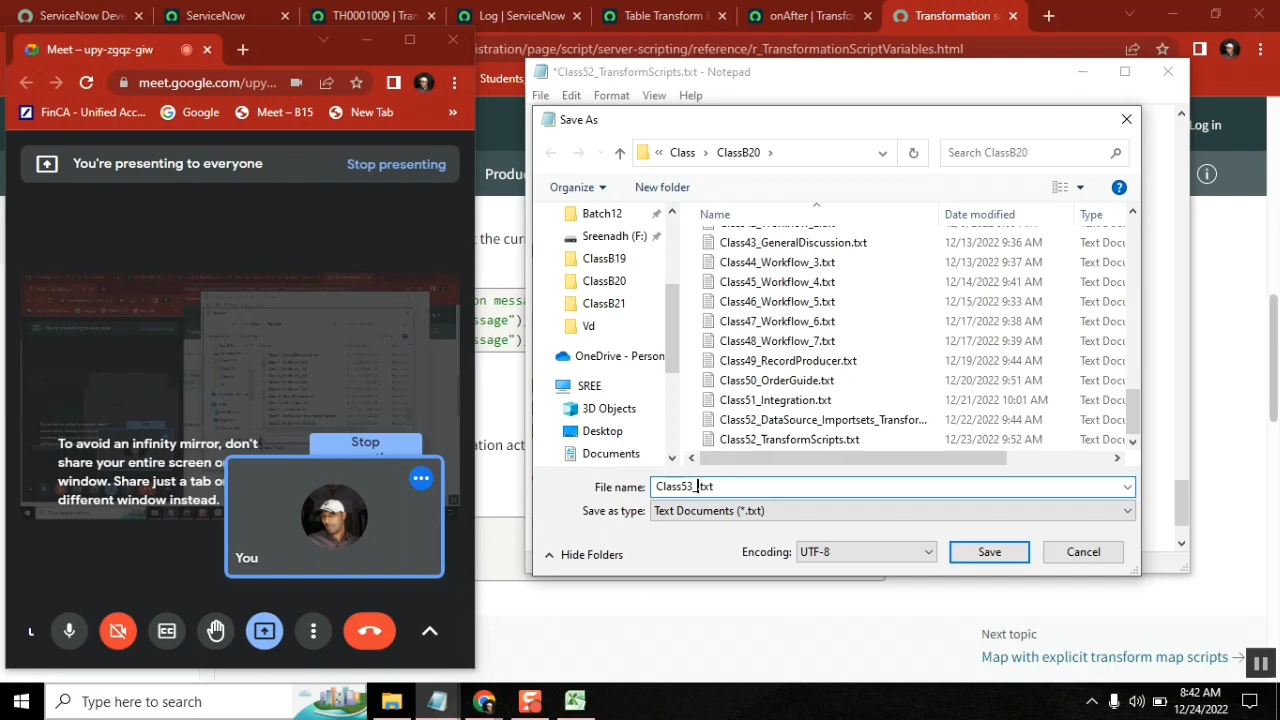 ServiceNow Deve
ServiceNow
TH0001009 | Tran
Log | ServiceNow
Table Transform M
onAfter | Transfo
Transformation s
Meet – upy-zgqz-giw
istration/page/script/server-scripting/reference/r_TransformationScriptVariables.html
meet.google.com/upy...
FinCA - Unified Acc...
Google
Meet – B15
New Tab
»
You're presenting to everyone
Stop presenting
Students
Produc
Log in
*Class52_TransformScripts.txt - Notepad
File Edit Format View Help
Save As
« Class › ClassB20 ›
Search ClassB20
Organize
New folder
Name
Date modified
Type
Batch12
Sreenadh (F:)
ClassB19
ClassB20
ClassB21
Vd
OneDrive - Person
SREE
3D Objects
Desktop
Documents
Class43_GeneralDiscussion.txt 12/13/2022 9:36 AM Text Docu
Class44_Workflow_3.txt 12/13/2022 9:37 AM Text Docu
Class45_Workflow_4.txt 12/14/2022 9:41 AM Text Docu
Class46_Workflow_5.txt 12/15/2022 9:33 AM Text Docu
Class47_Workflow_6.txt 12/17/2022 9:38 AM Text Docu
Class48_Workflow_7.txt 12/17/2022 9:39 AM Text Docu
Class49_RecordProducer.txt 12/19/2022 9:44 AM Text Docu
Class50_OrderGuide.txt 12/20/2022 9:51 AM Text Docu
Class51_Integration.txt 12/21/2022 10:01 AM Text Docu
Class52_DataSource_Importsets_Transfor... 12/22/2022 9:44 AM Text Docu
Class52_TransformScripts.txt 12/23/2022 9:52 AM Text Docu
File name: Class53_.txt
Save as type: Text Documents (*.txt)
Hide Folders
Encoding: UTF-8
Save
Cancel
t the cur
on messa
ssage")
ssage")
ation act
To avoid an infinity mirror, don't
share your entire screen or
window. Share just a tab o
different window instead.
Stop
You
Next topic
Map with explicit transform map scripts →
Type here to search
8:42 AM
12/24/2022